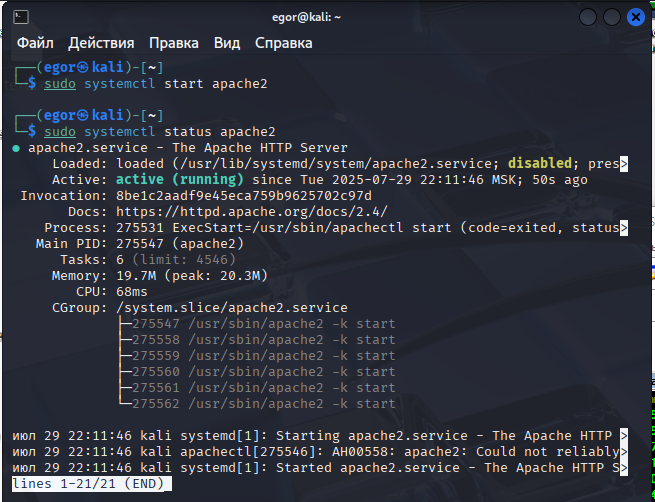 egor@kali: ~
Файл Действия Правка Вид Справка
┌──(egor㉿kali)-[~]
└─$ sudo systemctl start apache2
┌──(egor㉿kali)-[~]
└─$ sudo systemctl status apache2
● apache2.service - The Apache HTTP Server
Loaded: loaded (/usr/lib/systemd/system/apache2.service; disabled; pres>
Active: active (running) since Tue 2025-07-29 22:11:46 MSK; 50s ago
Invocation: 8be1c2aadf9e45eca759b9625702c97d
Docs: https://httpd.apache.org/docs/2.4/
Process: 275531 ExecStart=/usr/sbin/apachectl start (code=exited, status>
Main PID: 275547 (apache2)
Tasks: 6 (limit: 4546)
Memory: 19.7M (peak: 20.3M)
CPU: 68ms
CGroup: /system.slice/apache2.service
├─275547 /usr/sbin/apache2 -k start
├─275558 /usr/sbin/apache2 -k start
├─275559 /usr/sbin/apache2 -k start
├─275560 /usr/sbin/apache2 -k start
├─275561 /usr/sbin/apache2 -k start
└─275562 /usr/sbin/apache2 -k start
июл 29 22:11:46 kali systemd[1]: Starting apache2.service - The Apache HTTP >
июл 29 22:11:46 kali apachectl[275546]: AH00558: apache2: Could not reliably>
июл 29 22:11:46 kali systemd[1]: Started apache2.service - The Apache HTTP S>
lines 1-21/21 (END)